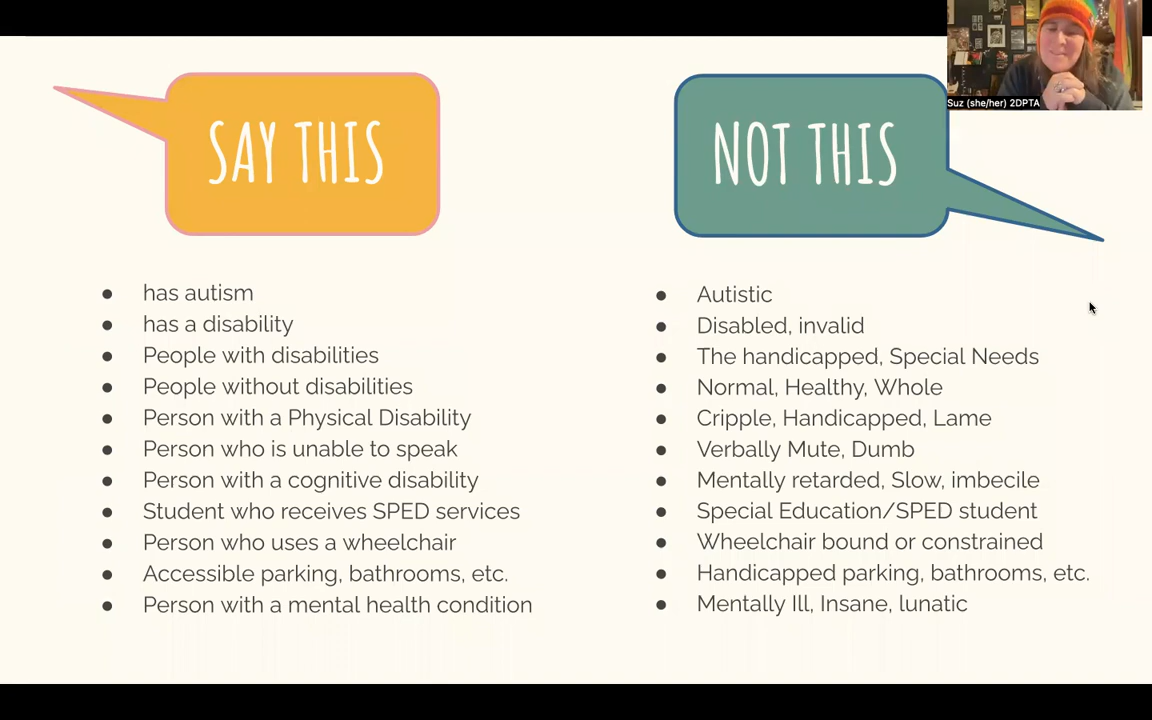 Suz (she/her) 2DPTA
SAY THIS
NOT THIS
has autism
has a disability
People with disabilities
People without disabilities
Person with a Physical Disability
Person who is unable to speak
Person with a cognitive disability
Student who receives SPED services
Person who uses a wheelchair
Accessible parking, bathrooms, etc.
Person with a mental health condition
Autistic
Disabled, invalid
The handicapped, Special Needs
Normal, Healthy, Whole
Cripple, Handicapped, Lame
Verbally Mute, Dumb
Mentally retarded, Slow, imbecile
Special Education/SPED student
Wheelchair bound or constrained
Handicapped parking, bathrooms, etc.
Mentally Ill, Insane, lunatic